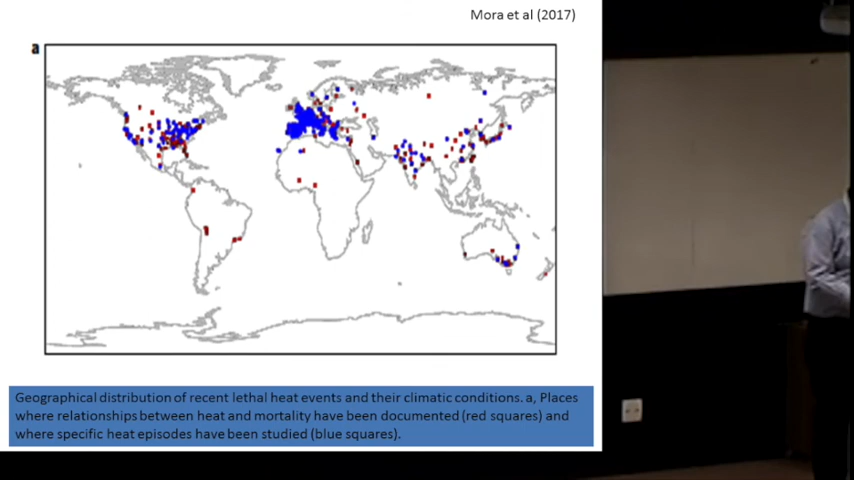 Mora et al (2017)
a
Geographical distribution of recent lethal heat events and their climatic conditions. a, Places
where relationships between heat and mortality have been documented (red squares) and
where specific heat episodes have been studied (blue squares).